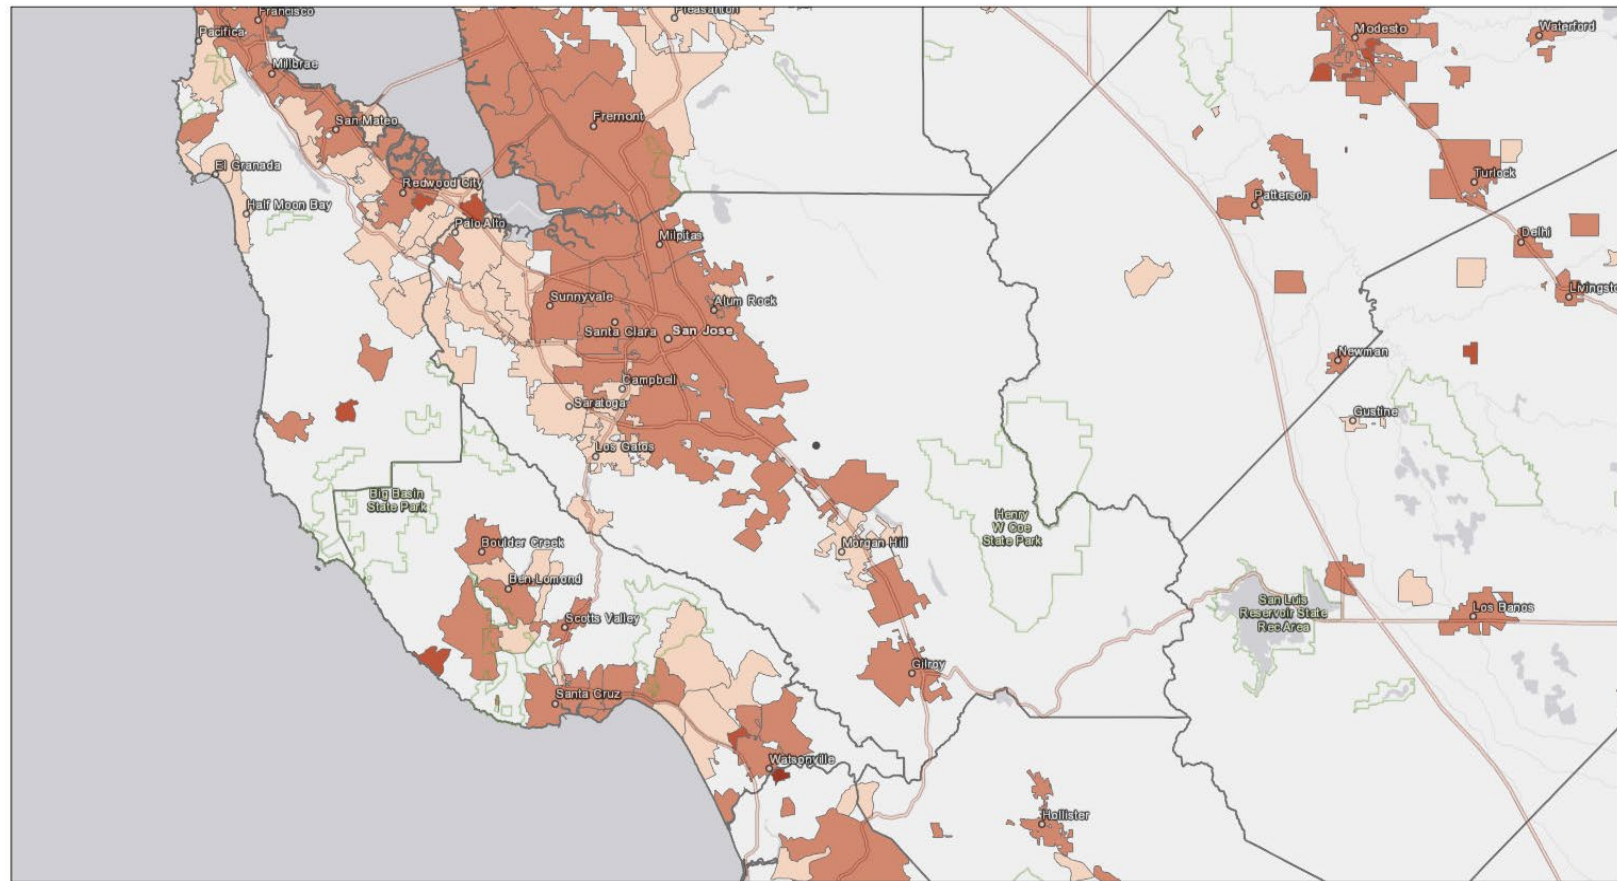 Francisco
Pleasanton
Pacifica
Modesto
Waterford
Millbrae
San Mateo
Fremont
El Granada
Redwood City
Turlock
Patterson
Half Moon Bay
Palo Alto
Milpitas
Delhi
Sunnyvale
Alum Rock
Livingsto
Santa Clara
San Jose
Newman
Campbell
Saratoga
Gustine
Los Gatos
Big Basin
State Park
Henry
W Coe
State Park
Morgan Hill
Boulder Creek
Ben Lomond
San Luis
Reservoir State
Rec Area
Los Banos
Scotts Valley
Gilroy
Santa Cruz
Watsonville
Hollister